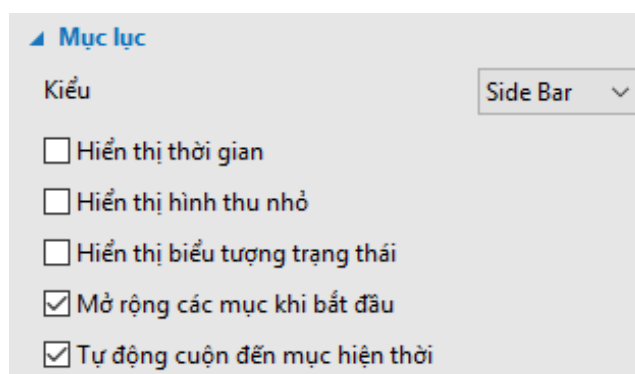 Mục lục
Kiểu Side Bar
Hiển thị thời gian
Hiển thị hình thu nhỏ
Hiển thị biểu tượng trạng thái
Mở rộng các mục khi bắt đầu
Tự động cuộn đến mục hiện thời